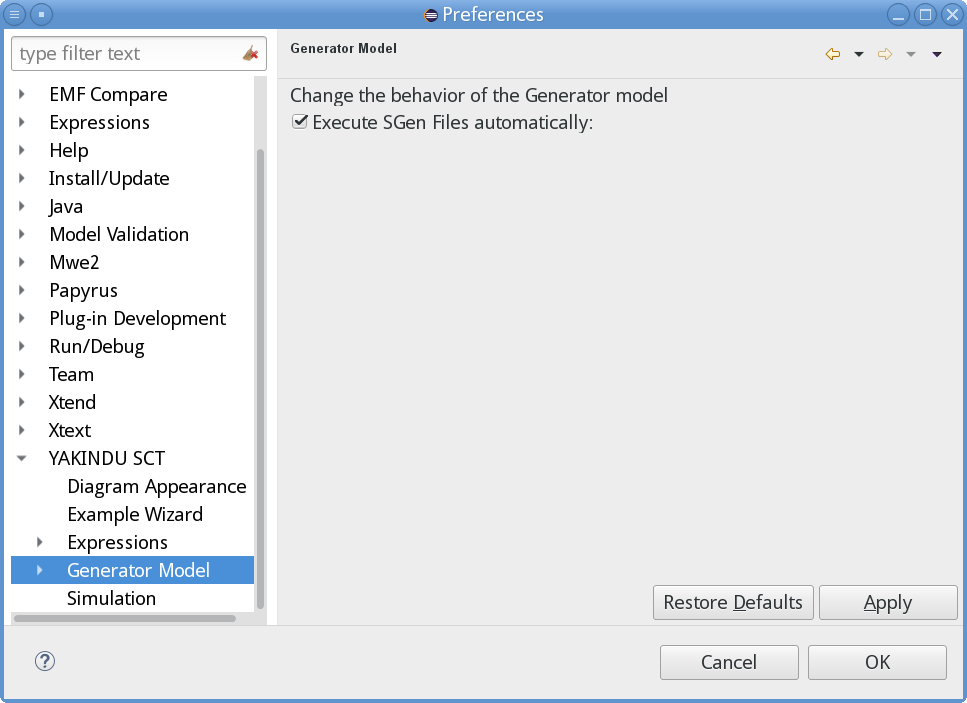 Preferences
type filter text
EMF Compare
Expressions
Help
Install/Update
Java
Model Validation
Mwe2
Papyrus
Plug-in Development
Run/Debug
Team
Xtend
Xtext
YAKINDU SCT
Diagram Appearance
Example Wizard
Expressions
Generator Model
Simulation
Generator Model
Change the behavior of the Generator model
Execute SGen Files automatically:
Restore Defaults
Apply
?
Cancel
OK